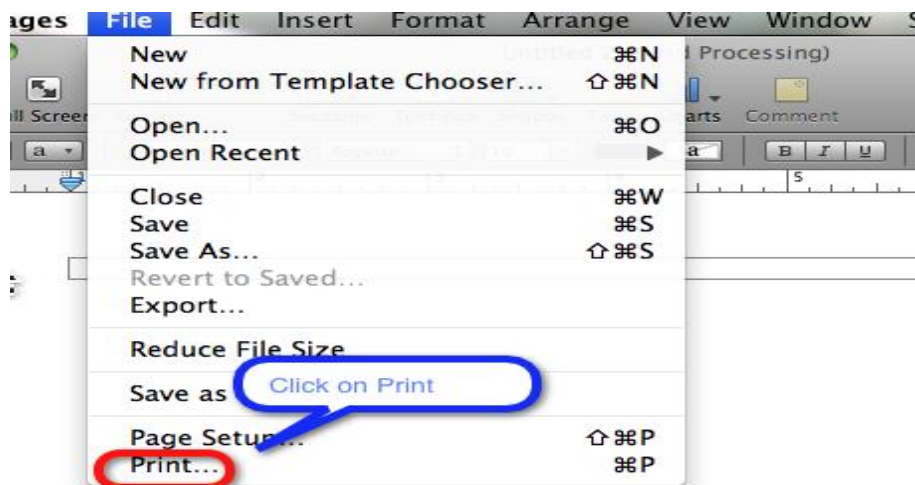 ages File Edit Insert Format Arrange View Window
New ⌘N d Processing)
New from Template Chooser... ⇧⌘N
ll Screen arts Comment
Open... ⌘O
a Open Recent ▶ a B I U
5
Close ⌘W
Save ⌘S
Save As... ⇧⌘S
Revert to Saved...
Export...
Reduce File Size
Click on Print
Save as
Page Setup...  ⇧⌘P
Print... ⌘P